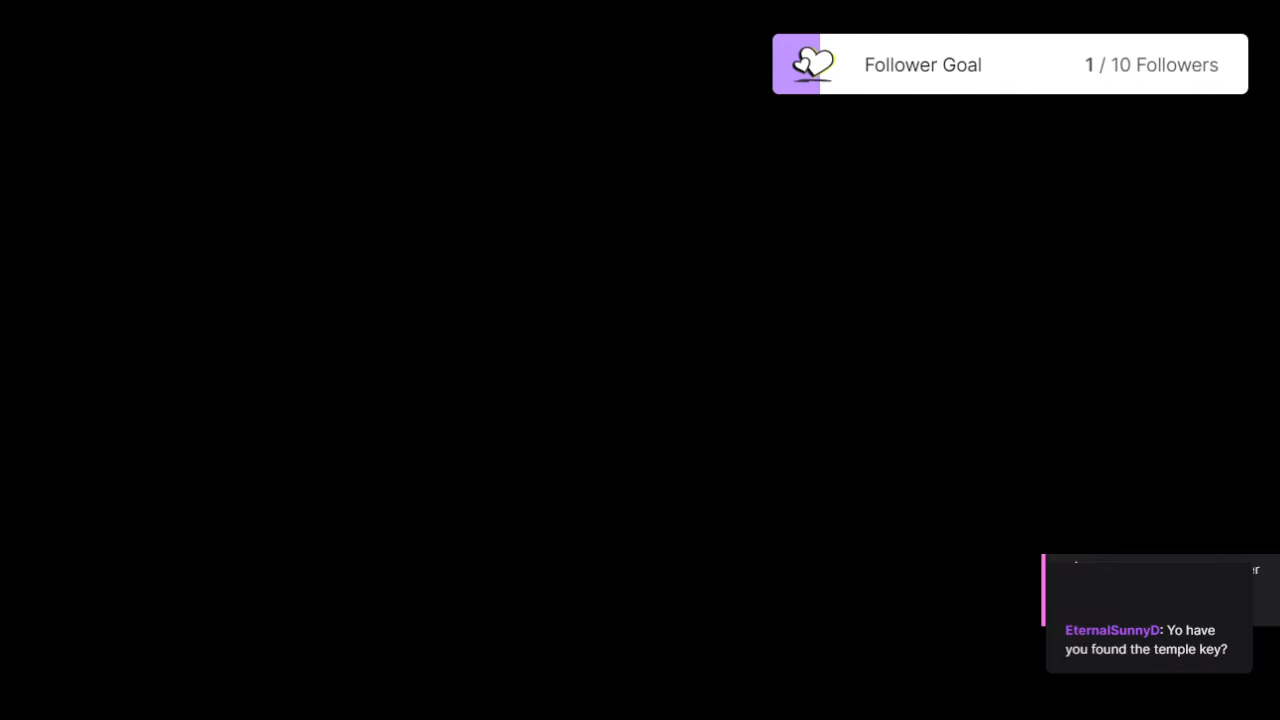 Follower Goal 1 / 10 Followers
EternalSunnyD: Yo have
you found the temple key?